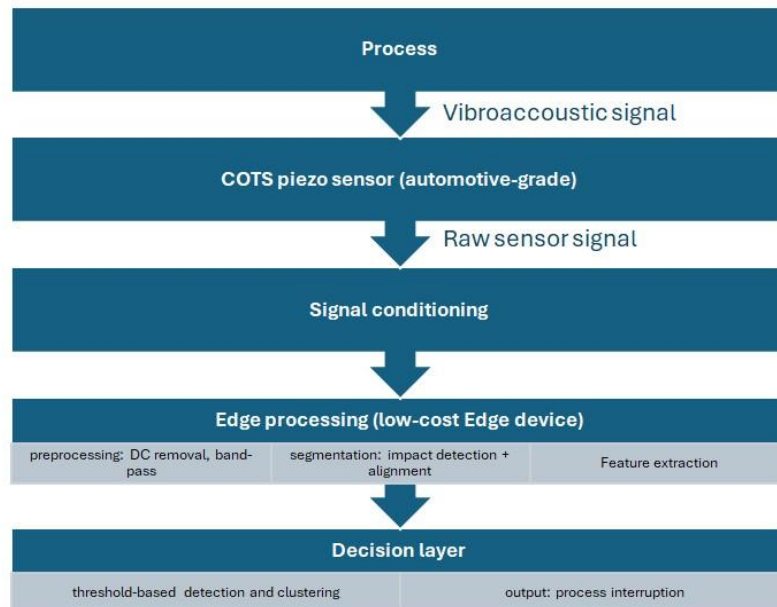 Process
Vibroaccoustic signal
COTS piezo sensor (automotive-grade)
Raw sensor signal
Signal conditioning
Edge processing (low-cost Edge device)
preprocessing: DC removal, band-
pass
segmentation: impact detection +
alignment
Feature extraction
Decision layer
threshold-based detection and clustering
output: process interruption